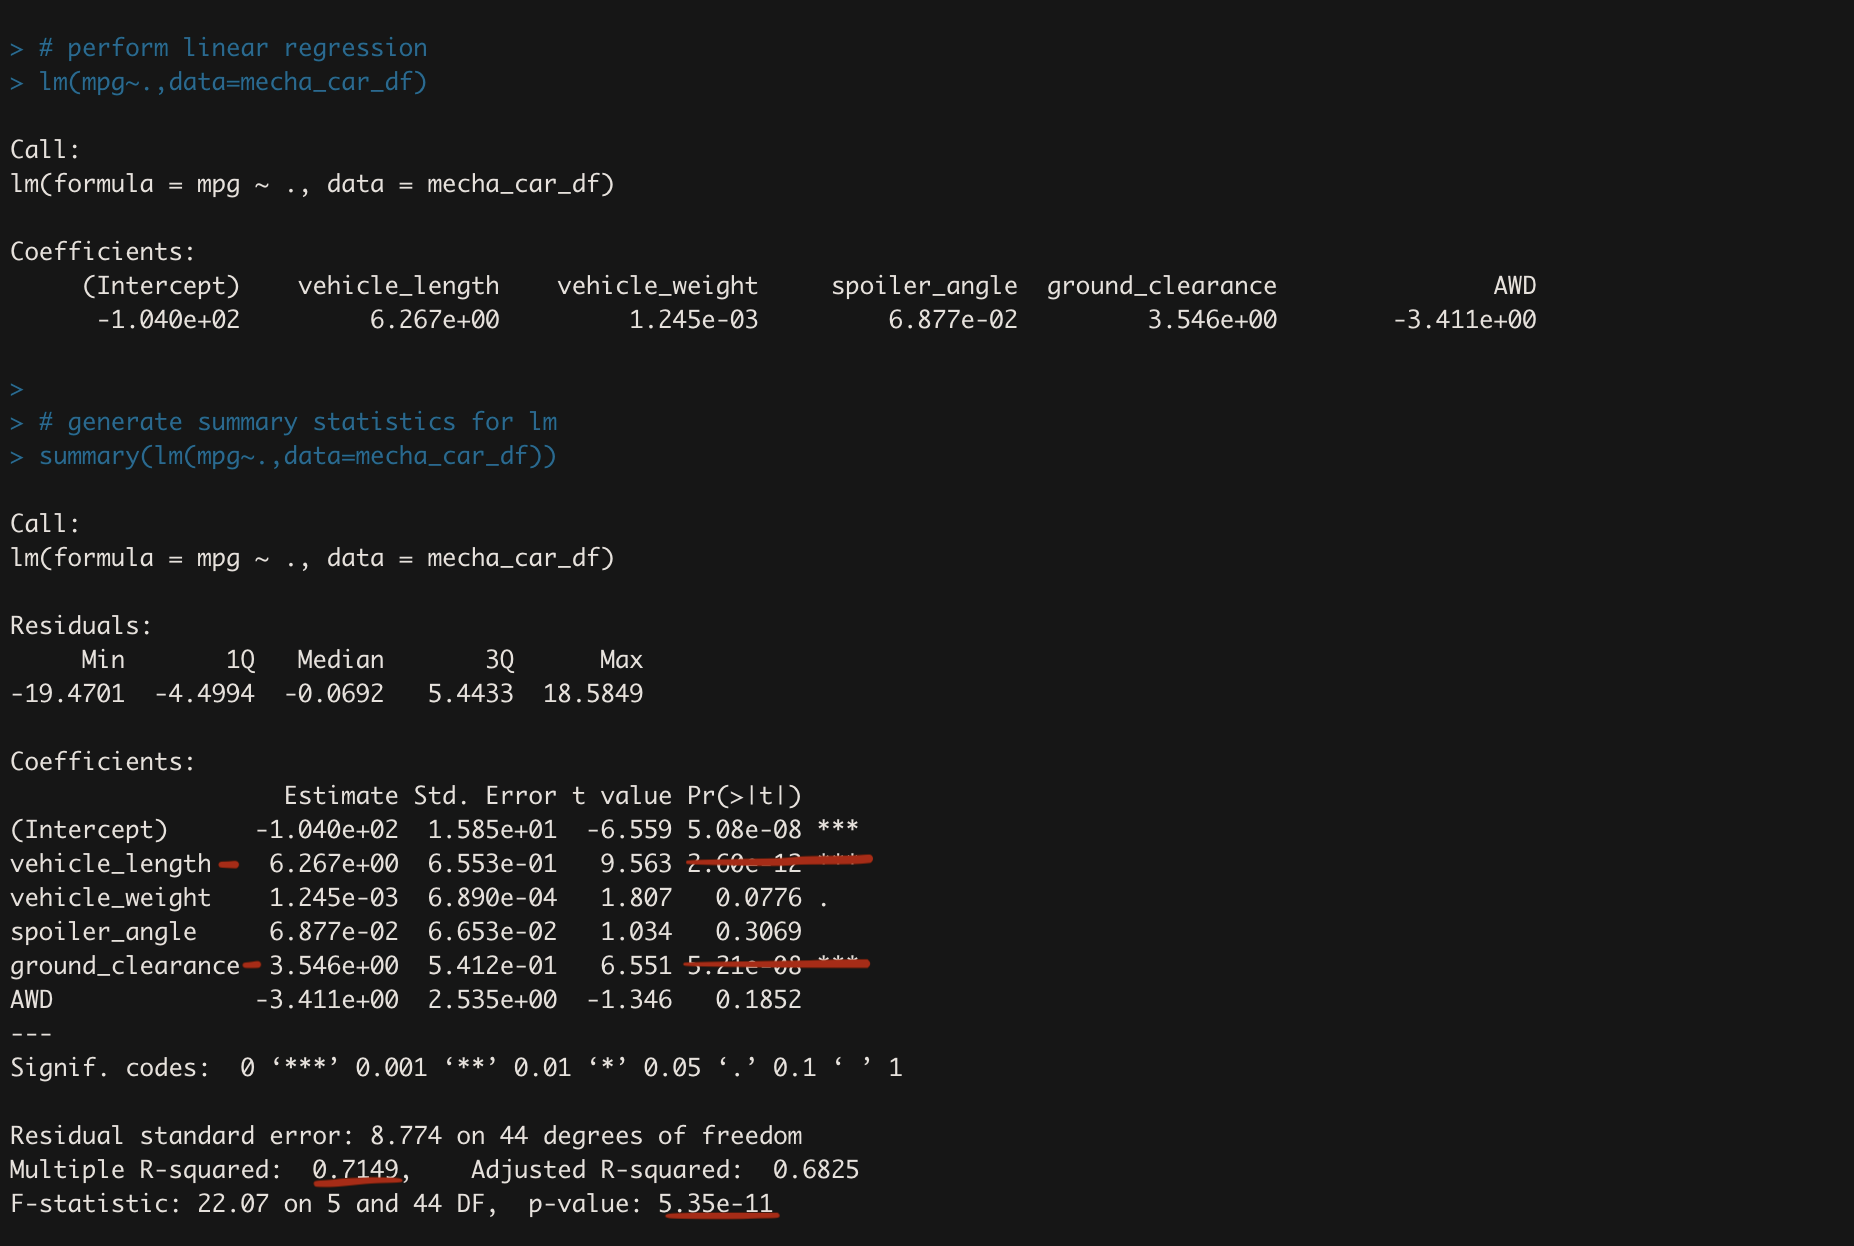 > # perform linear regression
> lm(mpg~.,data=mecha_car_df)
Call:
lm(formula = mpg ~ ., data = mecha_car_df)
Coefficients:
(Intercept) vehicle_length vehicle_weight spoiler_angle ground_clearance AWD
-1.040e+02 6.267e+00 1.245e-03 6.877e-02 3.546e+00 -3.411e+00
>
> # generate summary statistics for lm
> summary(lm(mpg~.,data=mecha_car_df))
Call:
lm(formula = mpg ~ ., data = mecha_car_df)
Residuals:
Min 1Q Median 3Q Max
-19.4701 -4.4994 -0.0692 5.4433 18.5849
Coefficients:
Estimate Std. Error t value Pr(>|t|)
(Intercept) -1.040e+02 1.585e+01 -6.559 5.08e-08 ***
vehicle_length 6.267e+00 6.553e-01 9.563 2.60e-12 ***
vehicle_weight 1.245e-03 6.890e-04 1.807 0.0776 .
spoiler_angle 6.877e-02 6.653e-02 1.034 0.3069
ground_clearance 3.546e+00 5.412e-01 6.551 5.21e-08 ***
AWD -3.411e+00 2.535e+00 -1.346 0.1852
---
Signif. codes: 0 ‘***’ 0.001 ‘**’ 0.01 ‘*’ 0.05 ‘.’ 0.1 ‘ ’ 1
Residual standard error: 8.774 on 44 degrees of freedom
Multiple R-squared: 0.7149, Adjusted R-squared: 0.6825
F-statistic: 22.07 on 5 and 44 DF, p-value: 5.35e-11